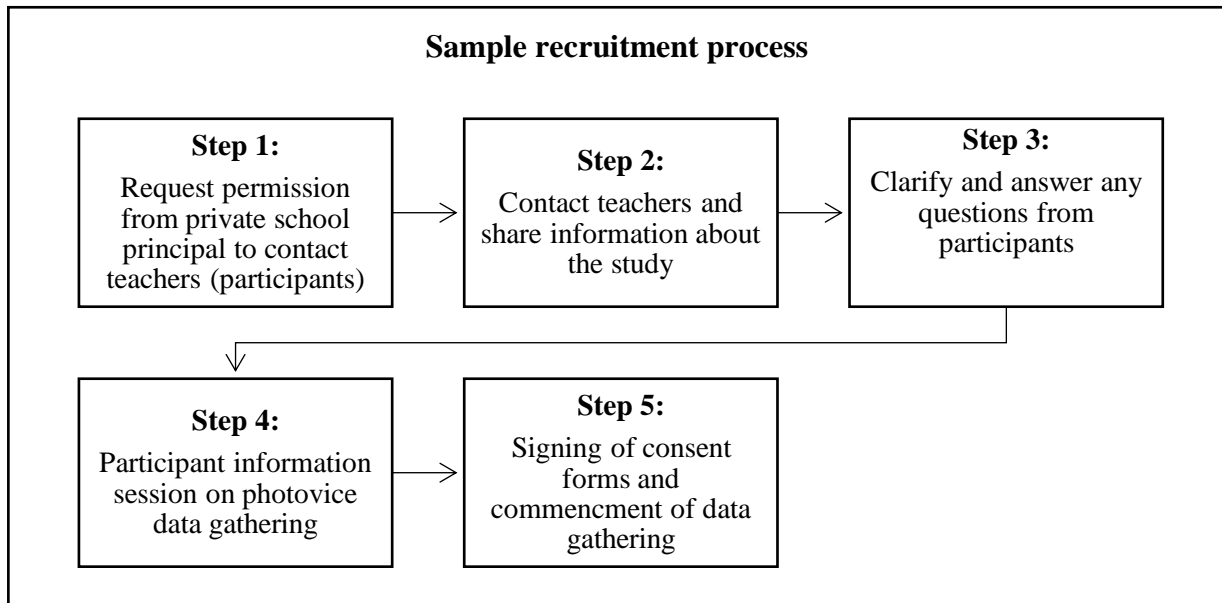 Sample recruitment process
Step 1:
Request permission
from private school
principal to contact
teachers (participants)
Step 2:
Contact teachers and
share information about
the study
Step 3:
Clarify and answer any
questions from
participants
Step 4:
Participant information
session on photovice
data gathering
Step 5:
Signing of consent
forms and
commencment of data
gathering